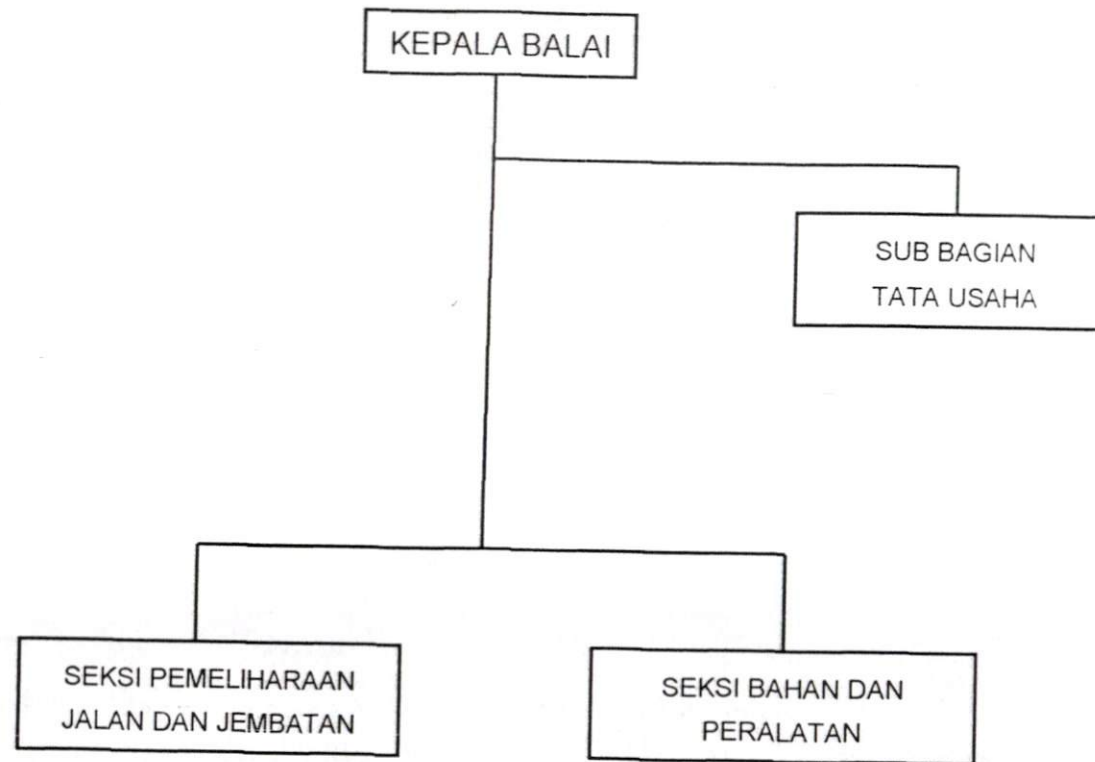 KEPALA BALAI
SUB BAGIAN
TATA USAHA
SEKSI PEMELIHARAAN
JALAN DAN JEMBATAN
SEKSI BAHAN DAN
PERALATAN